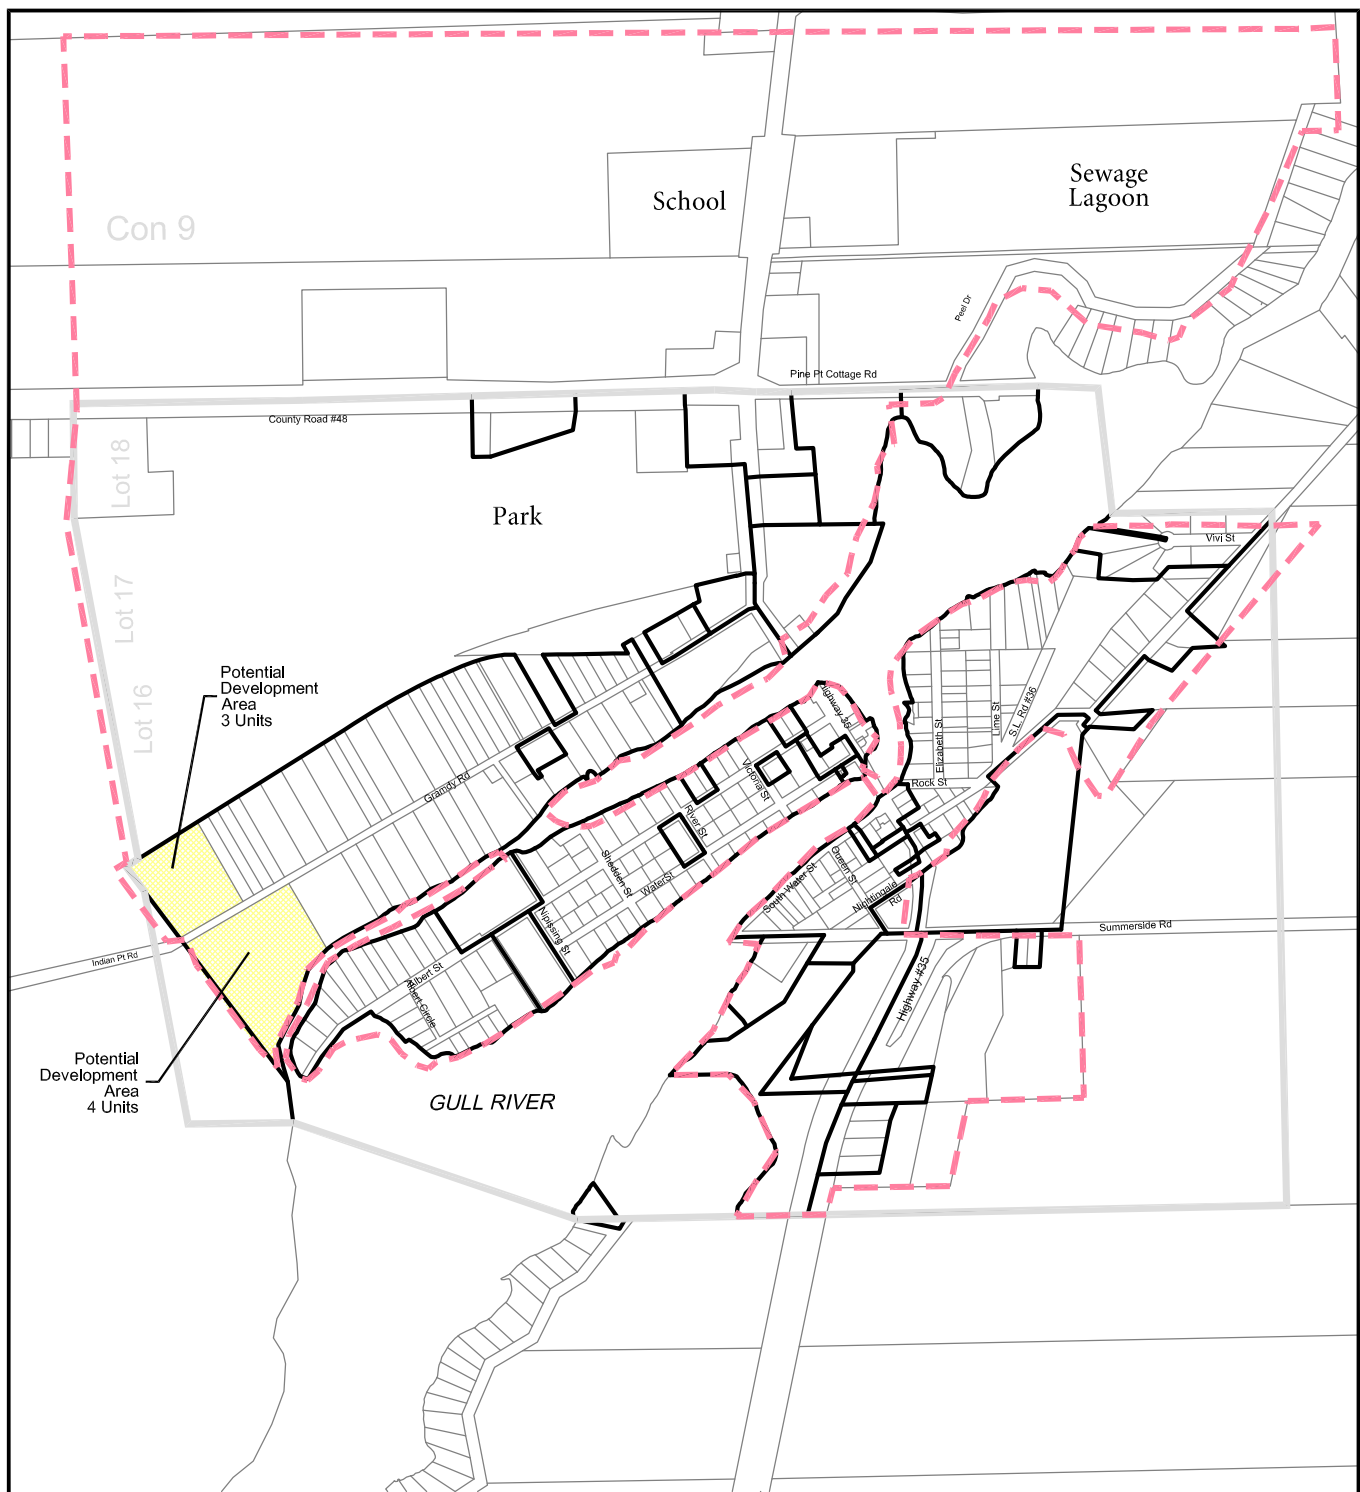 Sewage
Lagoon
School
Con 9
Peel Dr
Pine Pt Cottage Rd
County Road #48
Lot 18
Park
Vivi St
Lot 17
Potential
Development
Area
3 Units
Lot 16
Highway 35
Lime St
S.L. Rd #36
Elizabeth St
Gramdy Rd
Victoria St
Rock St
River St
Shedden St
Water St
Queen St
South Water St
Nightingale
Rd
Nipissing St
Summerside Rd
Indian Pt Rd
Albert St
Albert Circle
Highway #35
Potential
Development
Area
4 Units
GULL RIVER